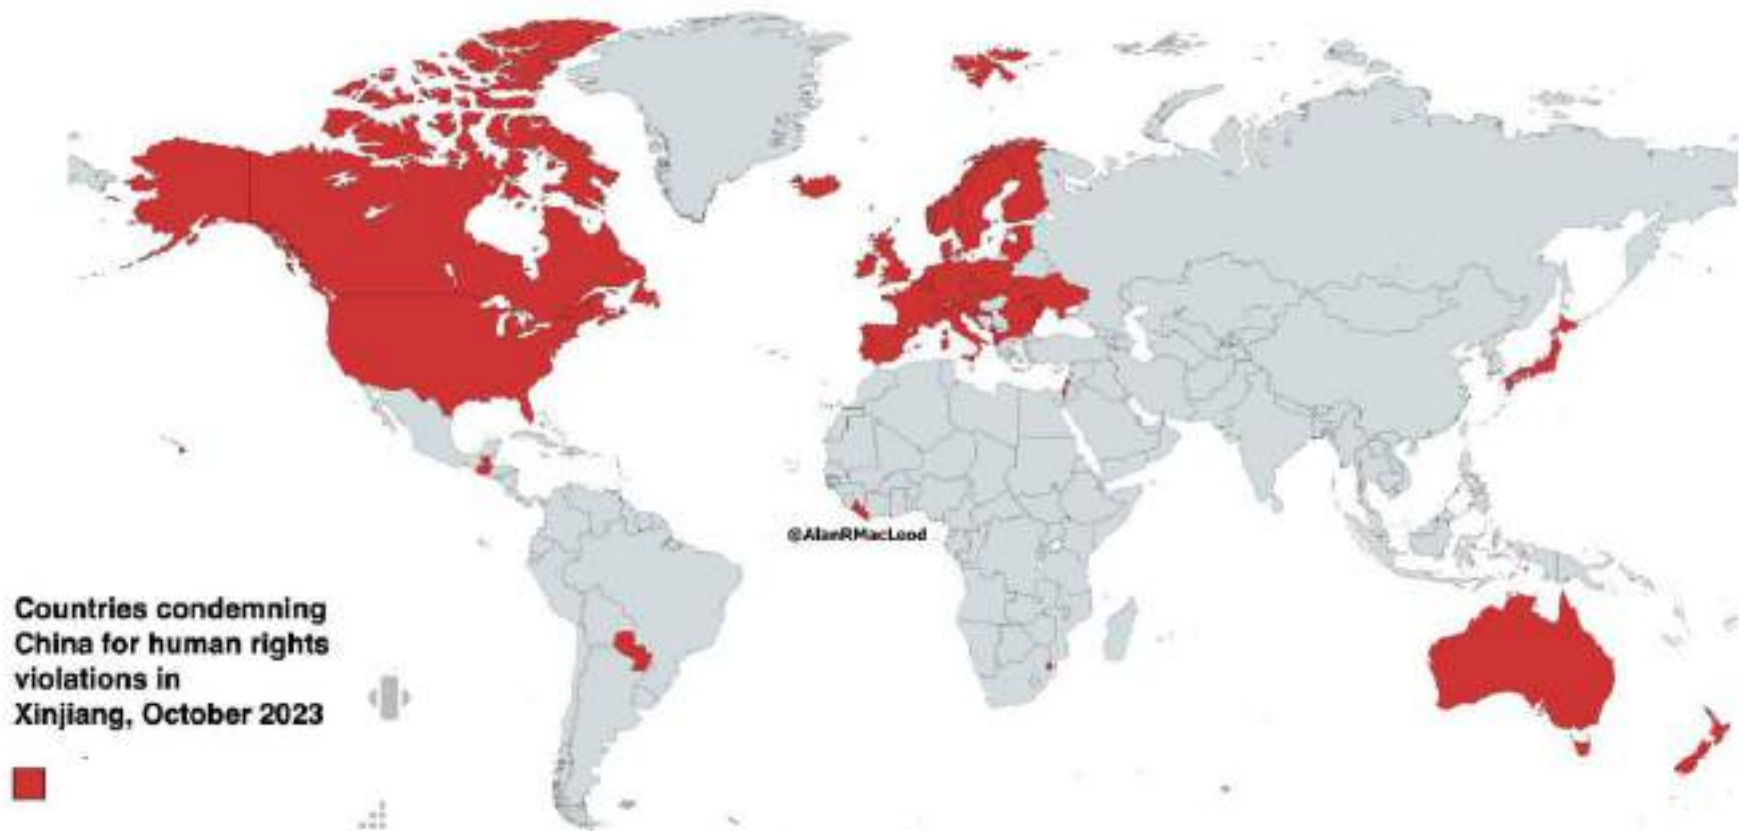 @AlanRMacLeod
Countries condemning
China for human rights
violations in
Xinjiang, October 2023